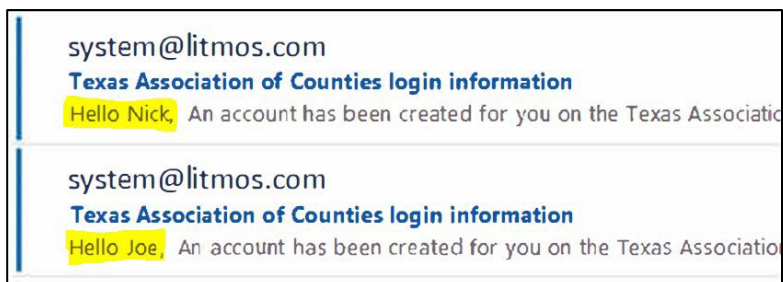 system@litmos.com
Texas Association of Counties login information
Hello Nick, An account has been created for you on the Texas Associatic
system@litmos.com
Texas Association of Counties login information
Hello Joe, An account has been created for you on the Texas Association